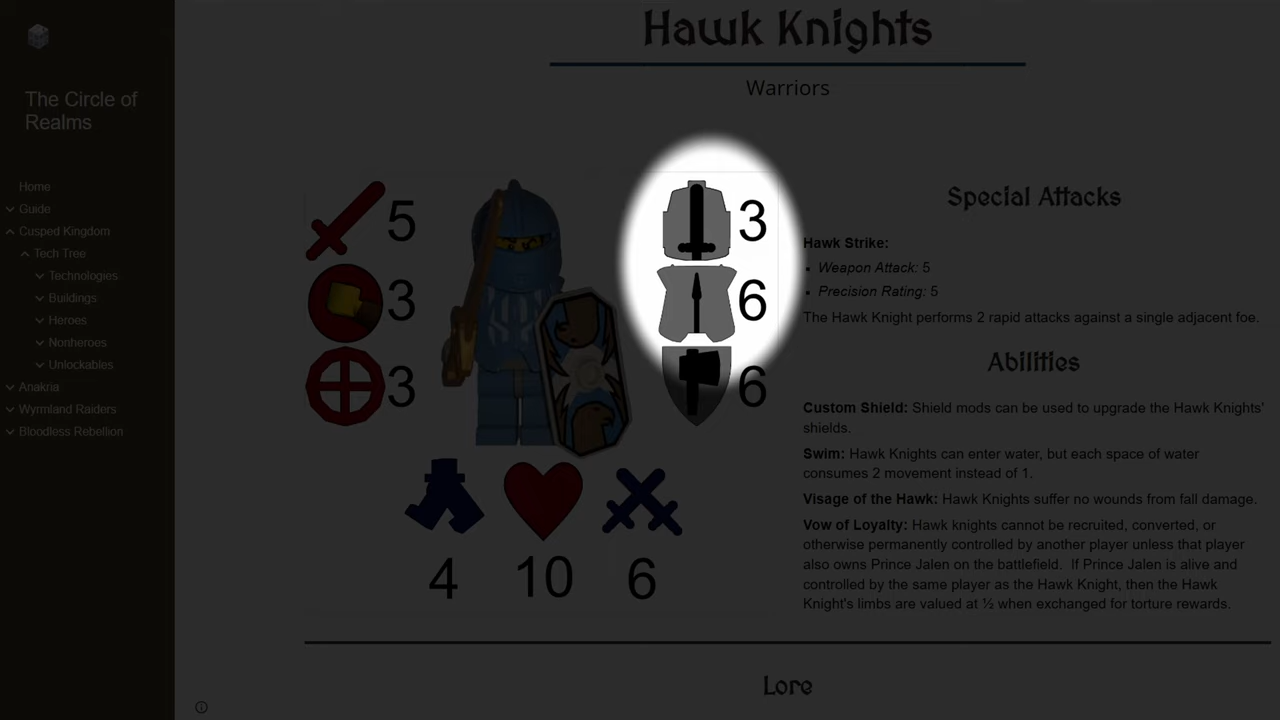 The Circle of
Realms
Home
Guide
Cusped Kingdom
Tech Tree
Technologies
Buildings
Heroes
Nonheroes
Unlockables
Anakria
Wyrmland Raiders
Bloodless Rebellion
Hawk Knights
Warriors
5
3
3
3
6
6
4
10
6
Special Attacks
Hawk Strike:
• Weapon Attack: 5
• Precision Rating: 5
The Hawk Knight performs 2 rapid attacks against a single adjacent foe.
Abilities
Custom Shield: Shield mods can be used to upgrade the Hawk Knights'
shields.
Swim: Hawk Knights can enter water, but each space of water
consumes 2 movement instead of 1.
Visage of the Hawk: Hawk Knights suffer no wounds from fall damage.
Vow of Loyalty: Hawk knights cannot be recruited, converted, or
otherwise permanently controlled by another player unless that player
also owns Prince Jalen on the battlefield. If Prince Jalen is alive and
controlled by the same player as the Hawk Knight, then the Hawk
Knight's limbs are valued at ½ when exchanged for torture rewards.
Lore